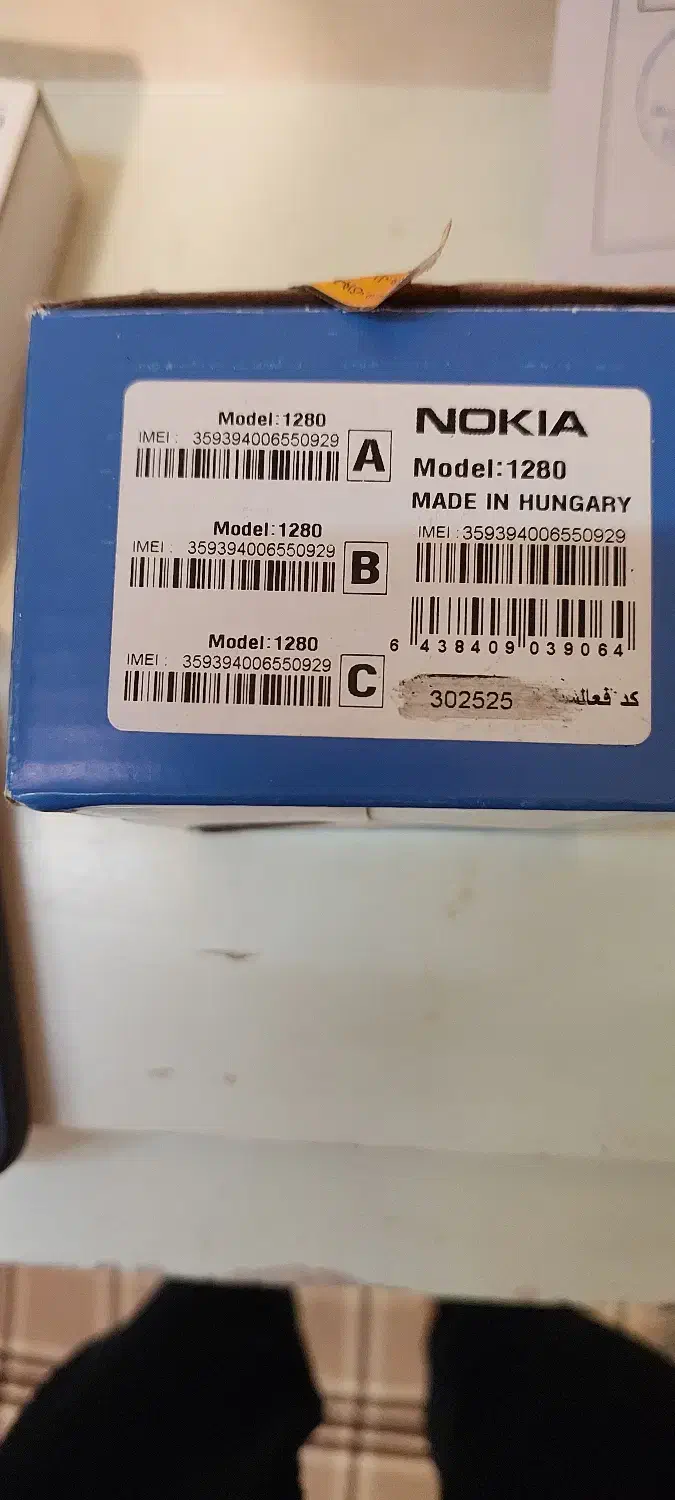 Model:1280
IMEI : 359394006550929
A
Model:1280
IMEI : 359394006550929
B
Model:1280
IMEI : 359394006550929
C
NOKIA
Model:1280
MADE IN HUNGARY
IMEI :359394006550929
6 438409 039064
302525 کد فعالسا